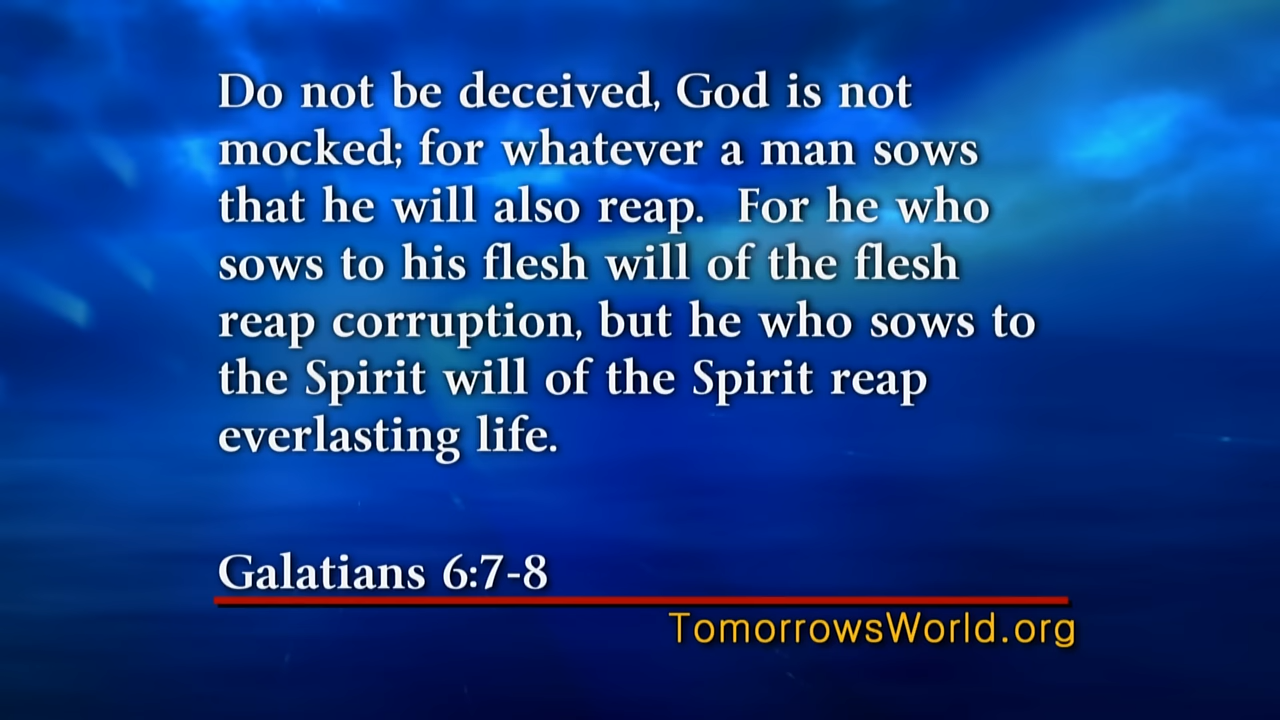 Do not be deceived, God is not
mocked; for whatever a man sows
that he will also reap.  For he who
sows to his flesh will of the flesh
reap corruption, but he who sows to
the Spirit will of the Spirit reap
everlasting life.
Galatians 6:7-8
TomorrowsWorld.org